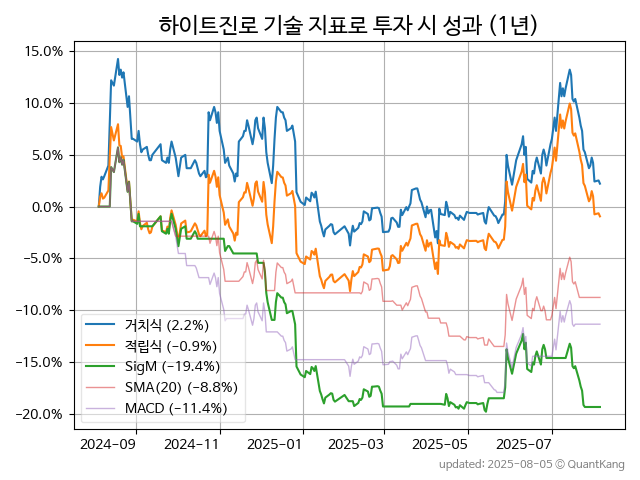 하이트진로 기술 지표로 투자 시 성과 (1년)
15.0%
10.0%
5.0%
0.0%
−5.0%
−10.0%
−15.0%
−20.0%
거치식 (2.2%)
적립식 (−0.9%)
SigM (−19.4%)
SMA(20) (−8.8%)
MACD (−11.4%)
2024-09 2024-11 2025-01 2025-03 2025-05 2025-07
updated: 2025-08-05 ⓒ QuantKang